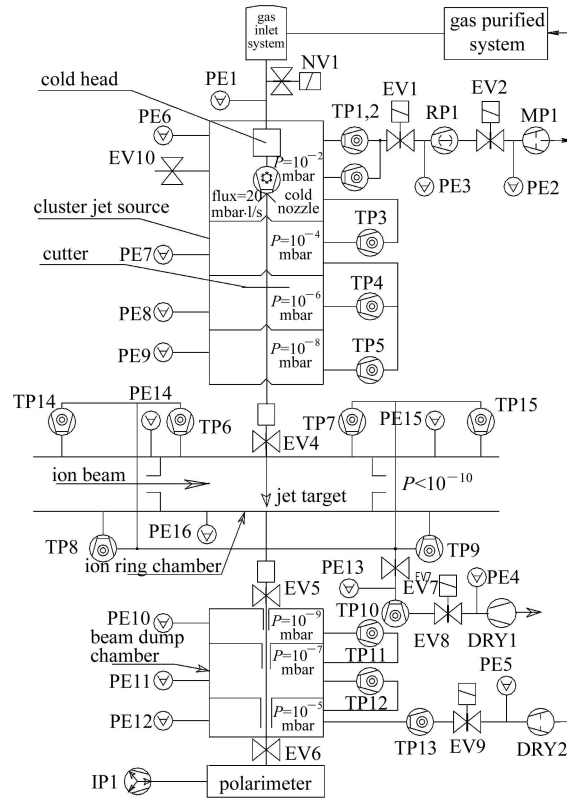 gas
inlet
system
gas purified
system
NV1
PE1
cold head
EV1
EV2
TP1,2
RP1
MP1
PE6
P=10⁻²
mbar
EV10
flux=20
mbar·l/s
cold
nozzle
PE3
PE2
cluster jet source
TP3
P=10⁻⁴
mbar
PE7
cutter
TP4
P=10⁻⁶
mbar
PE8
P=10⁻⁸
mbar
PE9
TP5
TP14
PE14
TP6
TP7
PE15
TP15
EV4
ion beam
P<10⁻¹⁰
jet target
PE16
TP8
ion ring chamber
TP9
PE13
EV7
EV7
PE4
EV5
TP10
PE10
P=10⁻⁹
mbar
EV8
DRY1
beam dump
chamber
TP11
P=10⁻⁷
mbar
PE5
PE11
TP12
P=10⁻⁵
mbar
PE12
TP13
EV9
DRY2
EV6
IP1
polarimeter